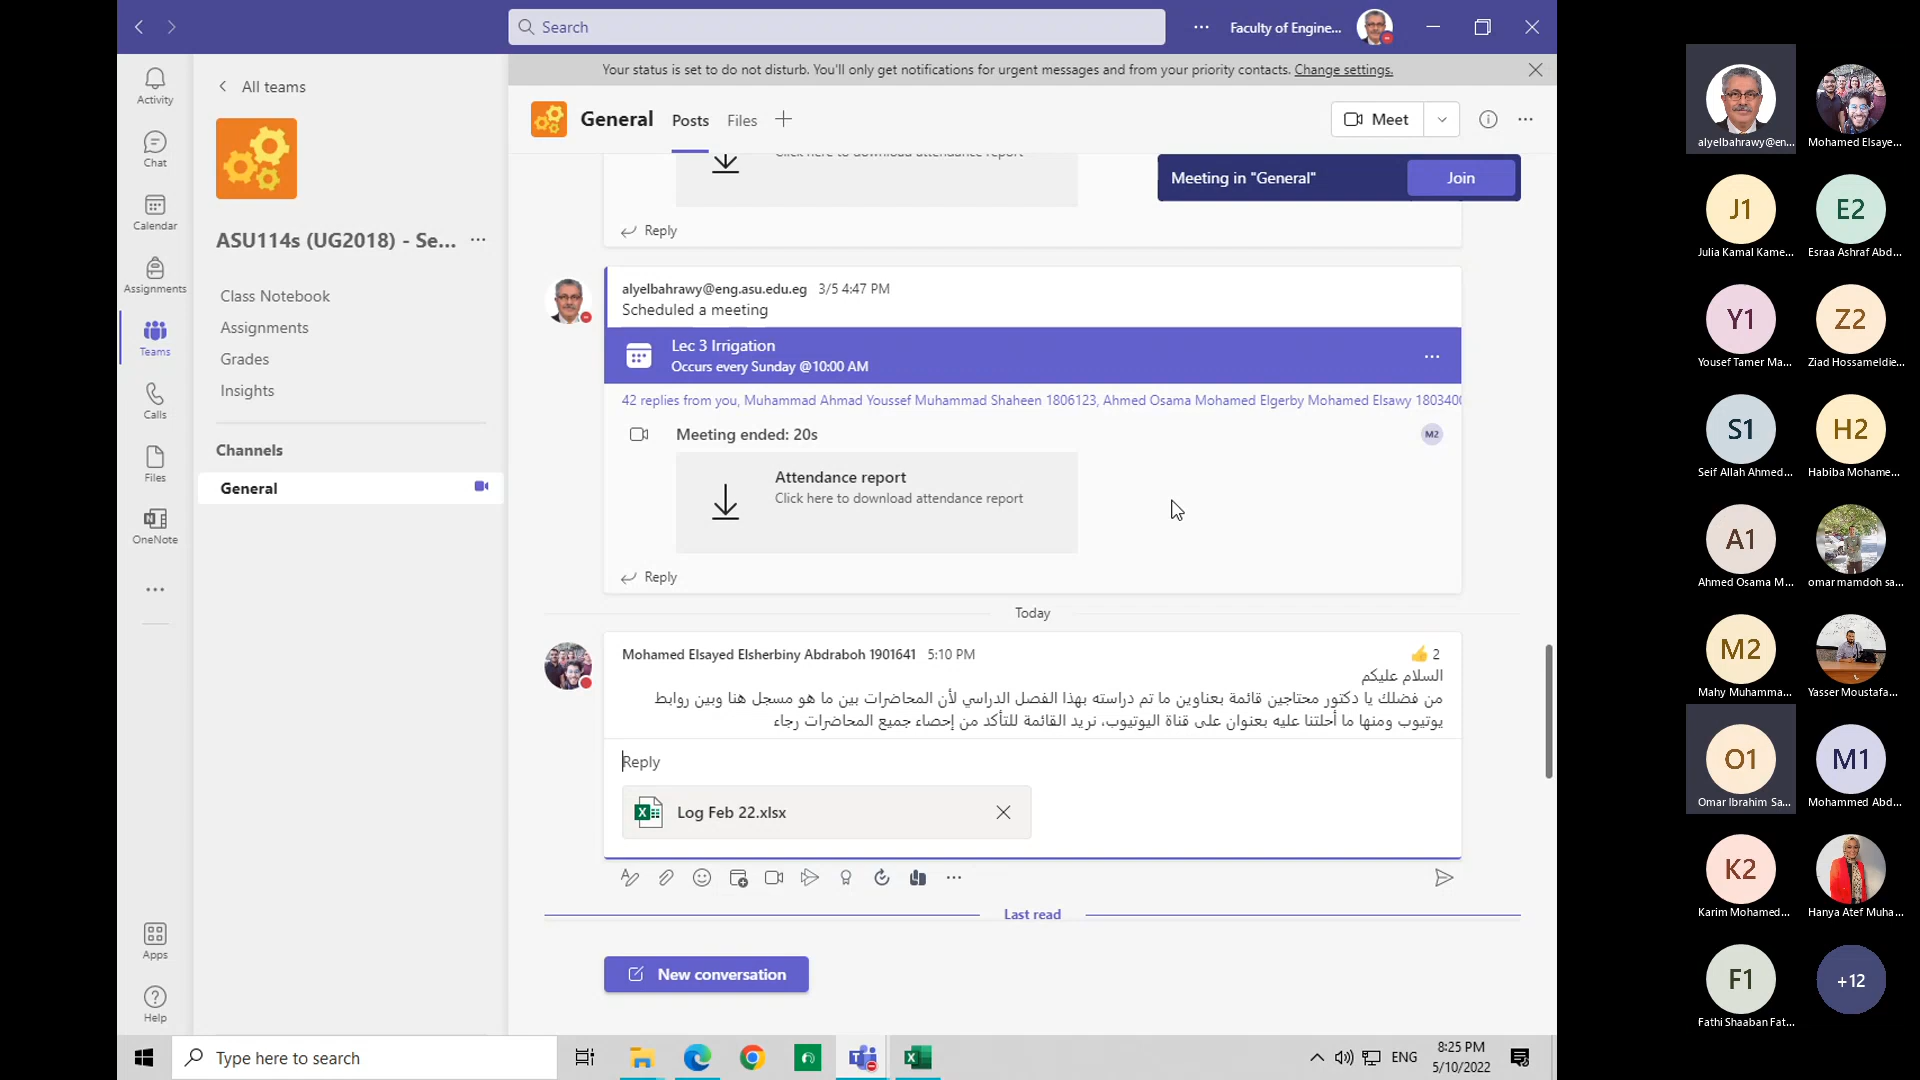 Search
Faculty of Engine...
Your status is set to do not disturb. You'll only get notifications for urgent messages and from your priority contacts. Change settings.
Activity
Chat
Calendar
Assignments
Teams
Calls
Files
OneNote
Apps
Help
All teams
ASU114s (UG2018) - Se...
Class Notebook
Assignments
Grades
Insights
Channels
General
General
Posts
Files
Meet
Click here to download attendance report
Meeting in "General"
Join
Reply
alyelbahrawy@eng.asu.edu.eg 3/5 4:47 PM
Scheduled a meeting
Lec 3 Irrigation
Occurs every Sunday @10:00 AM
42 replies from you, Muhammad Ahmad Youssef Muhammad Shaheen 1806123, Ahmed Osama Mohamed Elgerby Mohamed Elsawy 180340
Meeting ended: 20s
M2
Attendance report
Click here to download attendance report
Reply
Today
Mohamed Elsayed Elsherbiny Abdraboh 1901641 5:10 PM
2
السلام عليكم
من فضلك يا دكتور محتاجين قائمة بعناوين ما تم دراسته بهذا الفصل الدراسي لأن المحاضرات بين ما هو مسجل هنا وبين روابط
يوتيوب ومنها ما أحلتنا عليه بعنوان على قناة اليوتيوب، نريد القائمة للتأكد من إحصاء جميع المحاضرات رجاء
Reply
Log Feb 22.xlsx
Last read
New conversation
Type here to search
ENG
8:25 PM
5/10/2022
alyelbahrawy@en...
Mohamed Elsaye...
J1
E2
Julia Kamal Kame...
Esraa Ashraf Abd...
Y1
Z2
Yousef Tamer Ma...
Ziad Hossameldie...
S1
H2
Seif Allah Ahmed...
Habiba Mohame...
A1
Ahmed Osama M...
omar mamdoh sa...
M2
Mahy Muhamma...
Yasser Moustafa...
O1
M1
Omar Ibrahim Sa...
Mohammed Abd...
K2
Karim Mohamed...
Hanya Atef Muha...
F1
+12
Fathi Shaaban Fat...